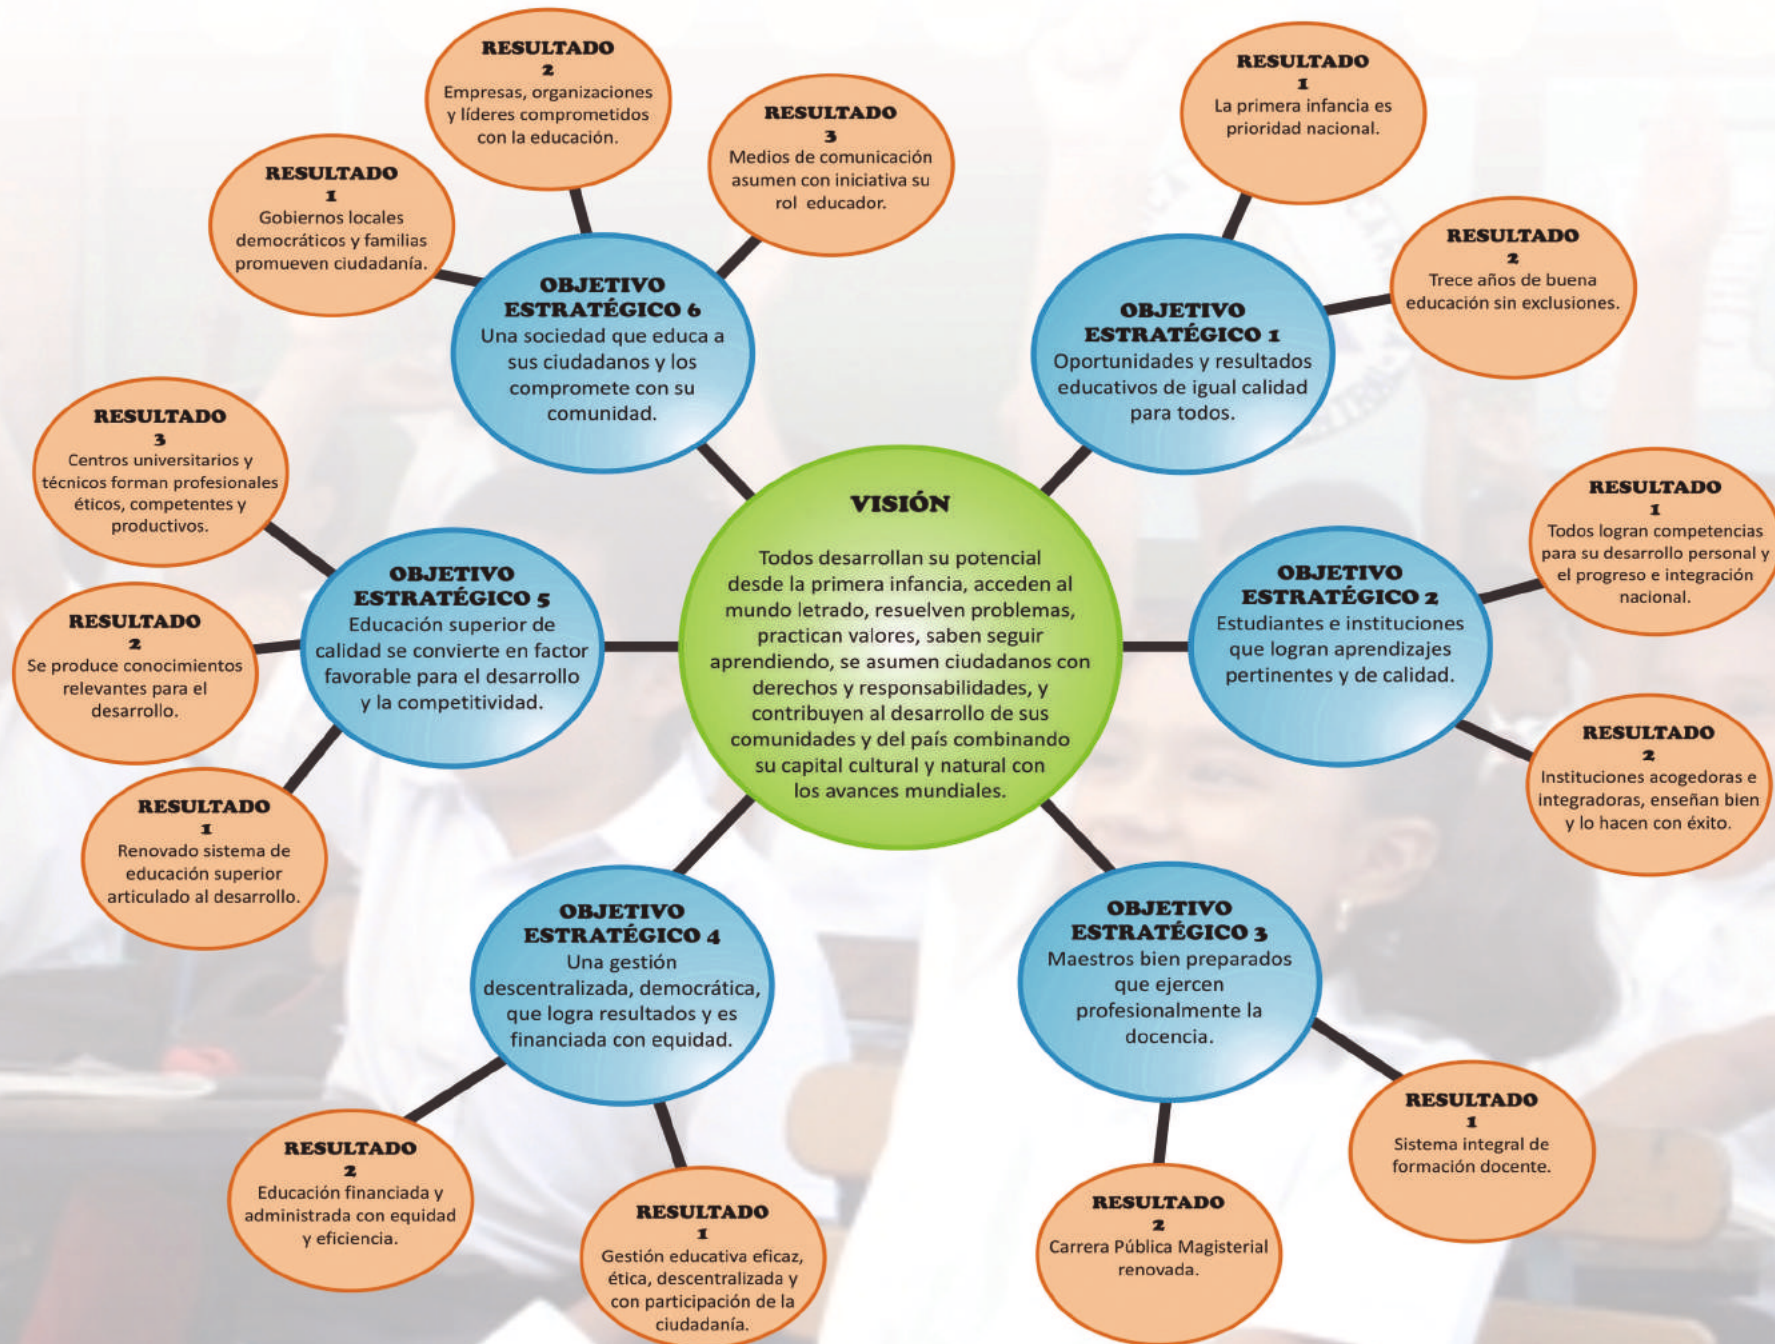 VISIÓN
Todos desarrollan su potencial
desde la primera infancia, acceden al
mundo letrado, resuelven problemas,
practican valores, saben seguir
aprendiendo, se asumen ciudadanos con
derechos y responsabilidades, y
contribuyen al desarrollo de sus
comunidades y del país combinando
su capital cultural y natural con
los avances mundiales.
OBJETIVO
ESTRATÉGICO 1
Oportunidades y resultados
educativos de igual calidad
para todos.
RESULTADO
1
La primera infancia es
prioridad nacional.
RESULTADO
2
Trece años de buena
educación sin exclusiones.
OBJETIVO
ESTRATÉGICO 2
Estudiantes e instituciones
que logran aprendizajes
pertinentes y de calidad.
RESULTADO
1
Todos logran competencias
para su desarrollo personal y
el progreso e integración
nacional.
RESULTADO
2
Instituciones acogedoras e
integradoras, enseñan bien
y lo hacen con éxito.
OBJETIVO
ESTRATÉGICO 3
Maestros bien preparados
que ejercen
profesionalmente la
docencia.
RESULTADO
1
Sistema integral de
formación docente.
RESULTADO
2
Carrera Pública Magisterial
renovada.
OBJETIVO
ESTRATÉGICO 4
Una gestión
descentralizada, democrática,
que logra resultados y es
financiada con equidad.
RESULTADO
1
Gestión educativa eficaz,
ética, descentralizada y
con participación de la
ciudadanía.
RESULTADO
2
Educación financiada y
administrada con equidad
y eficiencia.
OBJETIVO
ESTRATÉGICO 5
Educación superior de
calidad se convierte en factor
favorable para el desarrollo
y la competitividad.
RESULTADO
1
Renovado sistema de
educación superior
articulado al desarrollo.
RESULTADO
2
Se produce conocimientos
relevantes para el
desarrollo.
RESULTADO
3
Centros universitarios y
técnicos forman profesionales
éticos, competentes y
productivos.
OBJETIVO
ESTRATÉGICO 6
Una sociedad que educa a
sus ciudadanos y los
compromete con su
comunidad.
RESULTADO
1
Gobiernos locales
democráticos y familias
promueven ciudadanía.
RESULTADO
2
Empresas, organizaciones
y líderes comprometidos
con la educación.
RESULTADO
3
Medios de comunicación
asumen con iniciativa su
rol educador.